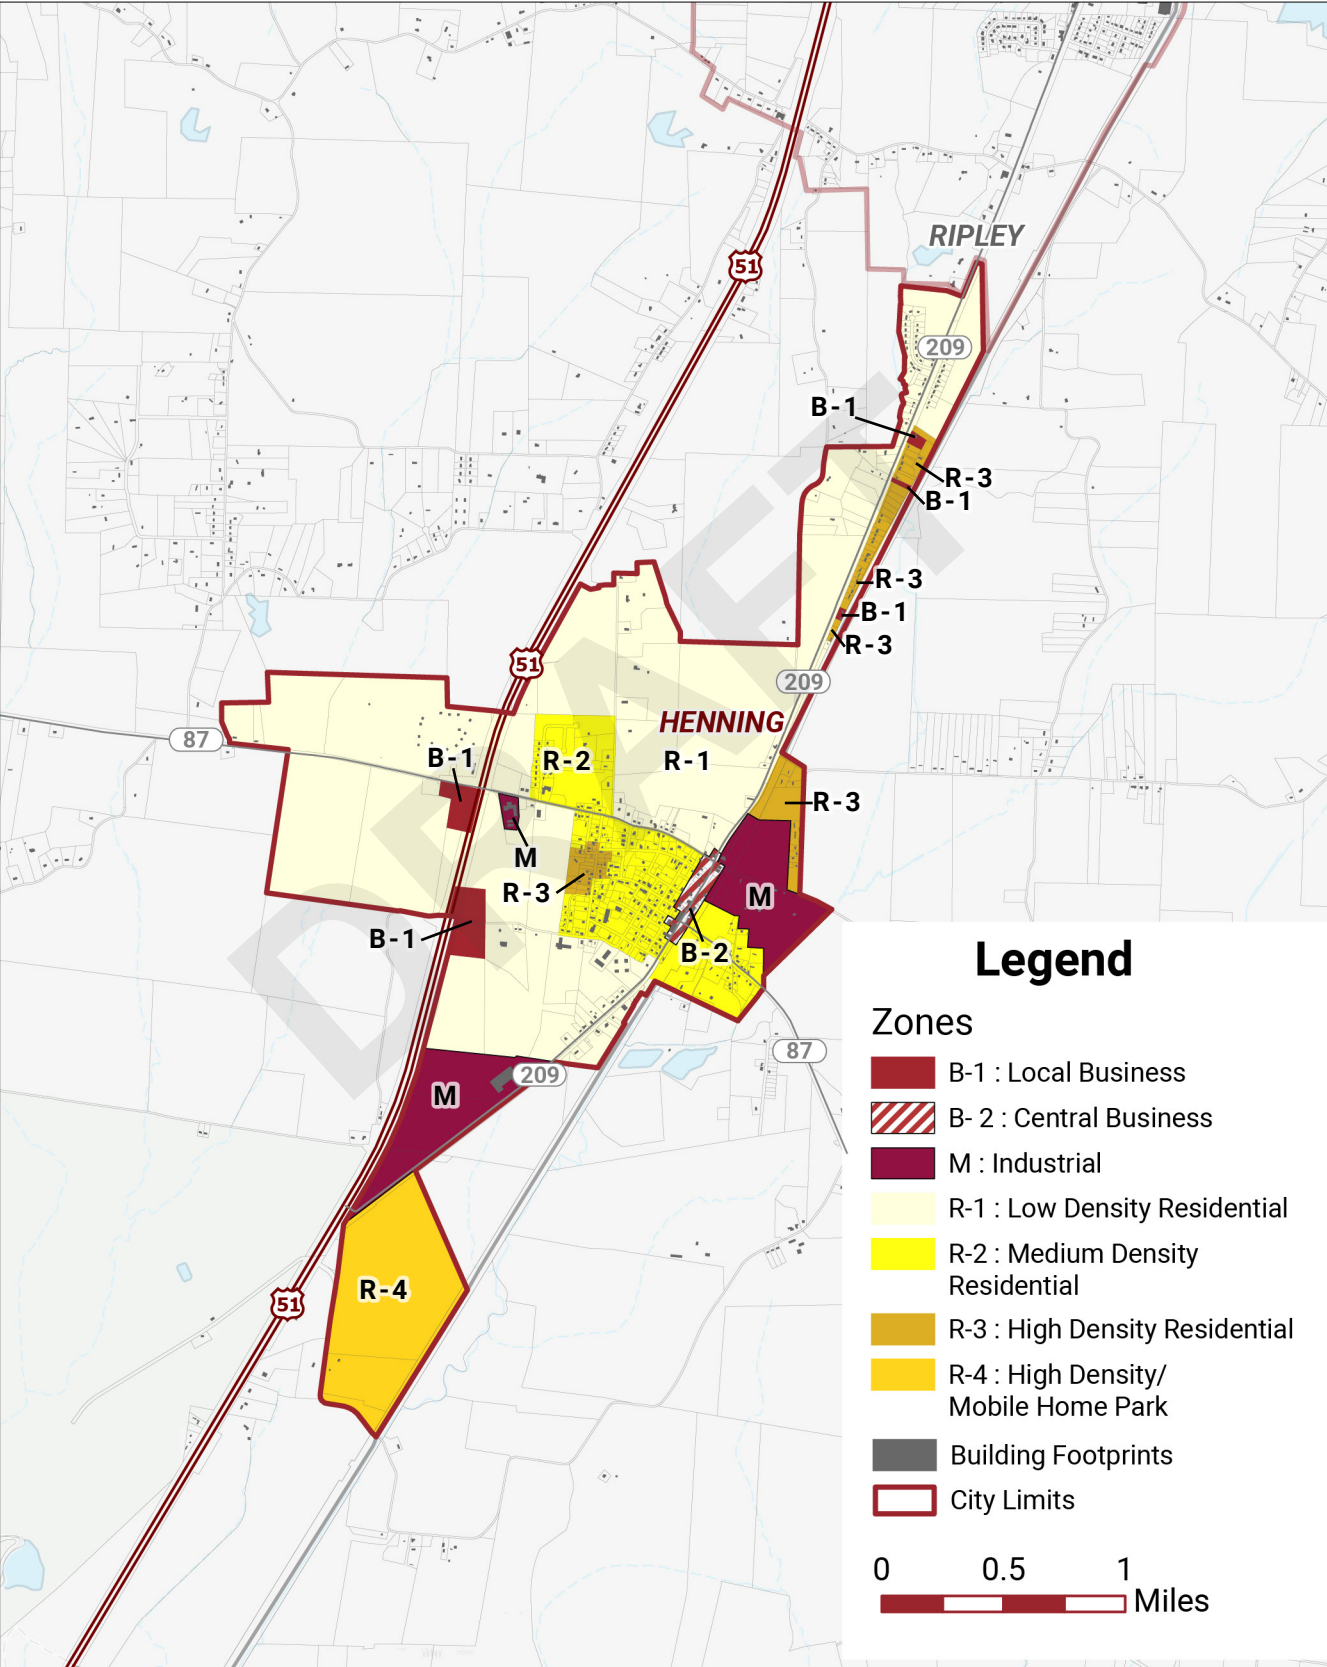 RIPLEY
51
209
B-1
R-3
B-1
R-3
B-1
R-3
51
209
HENNING
87
B-1
R-2
R-1
R-3
M
R-3
M
B-1
B-2
87
M
209
R-4
51
DRAFT
Legend
Zones
B-1 : Local Business
B- 2 : Central Business
M : Industrial
R-1 : Low Density Residential
R-2 : Medium Density
Residential
R-3 : High Density Residential
R-4 : High Density/
Mobile Home Park
Building Footprints
City Limits
0 0.5 1
Miles